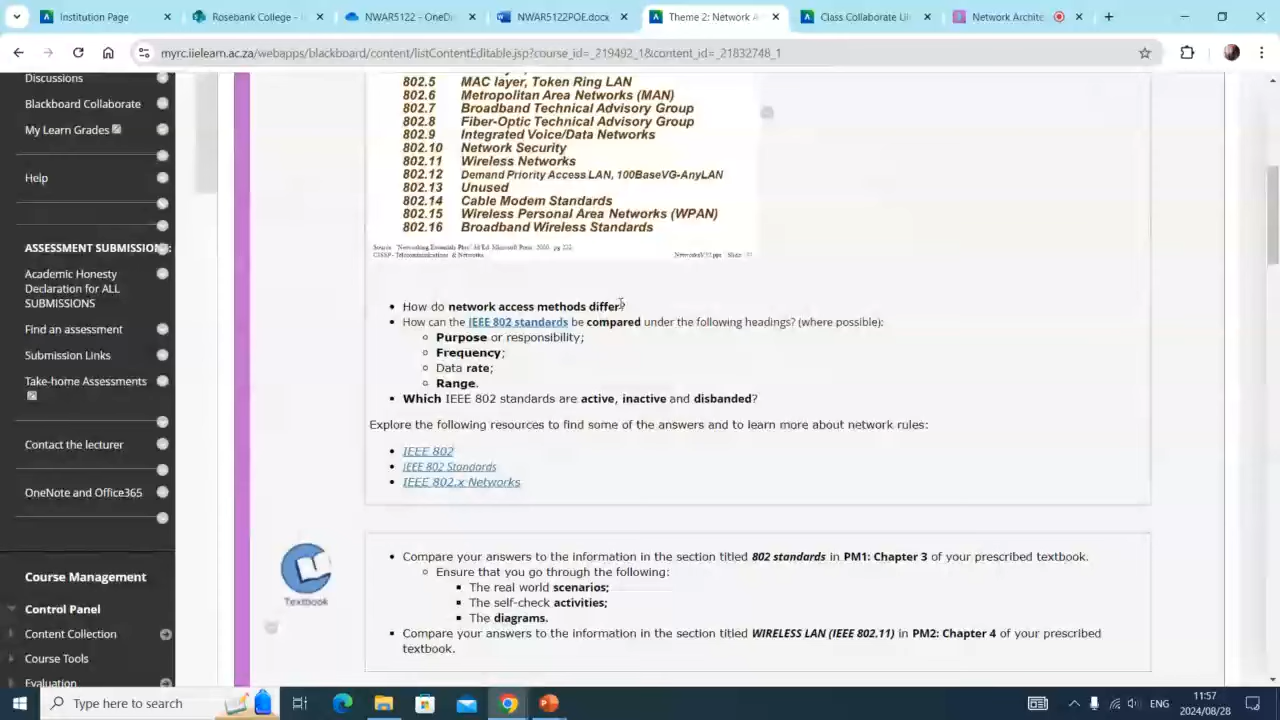 Institution Page
Rosebank College -
NWAR5122 - OneDri
NWAR5122POE.docx
Theme 2: Network A
Class Collaborate Ul
Network Archite
myrc.iielearn.ac.za/webapps/blackboard/content/listContentEditable.jsp?course_id=_219492_1&content_id=_21832748_1
Discussions
Blackboard Collaborate
My Learn Grades
Help
ASSESSMENT SUBMISSION:
Academic Honesty
Declaration for ALL
SUBMISSIONS
Find an assessment
Submission Links
Take-home Assessments
Contact the lecturer
OneNote and Office365
Course Management
Control Panel
Content Collection
Course Tools
Evaluation
802.5 MAC layer, Token Ring LAN
802.6 Metropolitan Area Networks (MAN)
802.7 Broadband Technical Advisory Group
802.8 Fiber-Optic Technical Advisory Group
802.9 Integrated Voice/Data Networks
802.10 Network Security
802.11 Wireless Networks
802.12 Demand Priority Access LAN, 100BaseVG-AnyLAN
802.13 Unused
802.14 Cable Modem Standards
802.15 Wireless Personal Area Networks (WPAN)
802.16 Broadband Wireless Standards
CISSP - Telecommunications & Networks
• How do network access methods differ?
• How can the IEEE 802 standards be compared under the following headings? (where possible):
Purpose or responsibility;
Frequency;
Data rate;
Range.
• Which IEEE 802 standards are active, inactive and disbanded?
Explore the following resources to find some of the answers and to learn more about network rules:
• IEEE 802
• IEEE 802 Standards
• IEEE 802.x Networks
Textbook
• Compare your answers to the information in the section titled 802 standards in PM1: Chapter 3 of your prescribed textbook.
Ensure that you go through the following:
The real world scenarios;
The self-check activities;
The diagrams.
• Compare your answers to the information in the section titled WIRELESS LAN (IEEE 802.11) in PM2: Chapter 4 of your prescribed
textbook.
Type here to search
ENG
11:57
2024/08/28